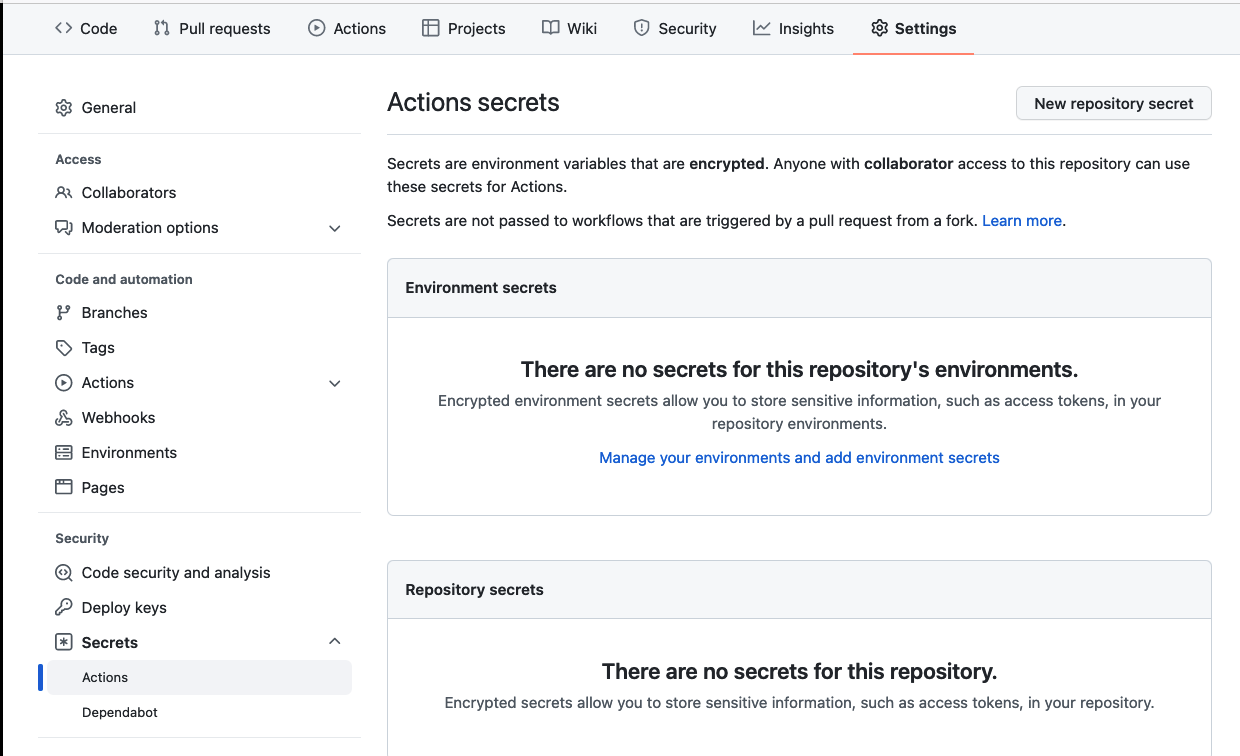 Code Pull requests Actions Projects Wiki Security Insights Settings
General
Access
Collaborators
Moderation options
Code and automation
Branches
Tags
Actions
Webhooks
Environments
Pages
Security
Code security and analysis
Deploy keys
Secrets
Actions
Dependabot
Actions secrets
New repository secret
Secrets are environment variables that are encrypted. Anyone with collaborator access to this repository can use
these secrets for Actions.
Secrets are not passed to workflows that are triggered by a pull request from a fork. Learn more.
Environment secrets
There are no secrets for this repository's environments.
Encrypted environment secrets allow you to store sensitive information, such as access tokens, in your
repository environments.
Manage your environments and add environment secrets
Repository secrets
There are no secrets for this repository.
Encrypted secrets allow you to store sensitive information, such as access tokens, in your repository.